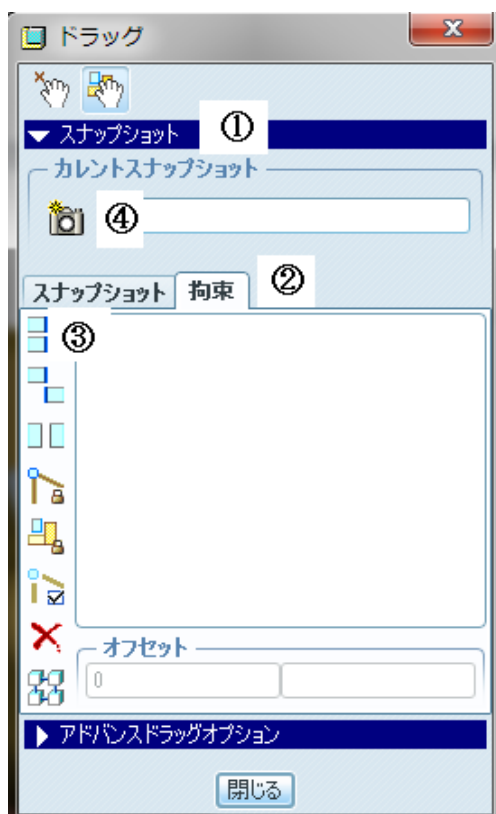 ドラッグ
スナップショット ①
カレントスナップショット
④
スナップショット 拘束 ②
③
オフセット
0
アドバンスドラッグオプション
閉じる